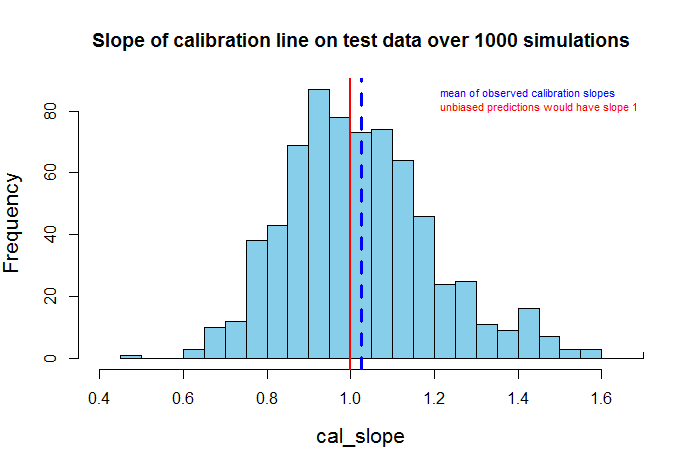 Slope of calibration line on test data over 1000 simulations
mean of observed calibration slopes
unbiased predictions would have slope 1
Frequency
80
60
40
20
0
0.4 0.6 0.8 1.0 1.2 1.4 1.6
cal_slope